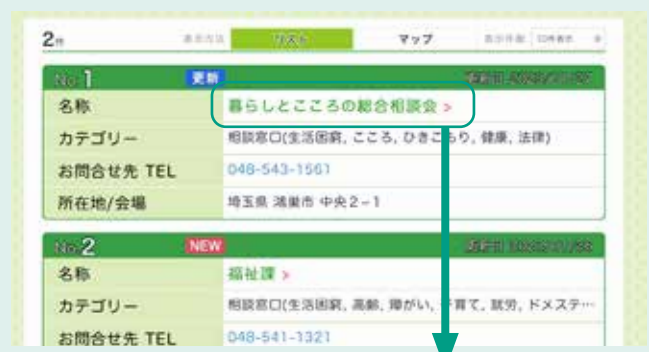 2件
表示方法 リスト マップ 表示件数 10件表示
No.1 更新
名称 暮らしとこころの総合相談会 >
カテゴリー 相談窓口(生活困窮, こころ, ひきこもり, 健康, 法律)
お問合せ先 TEL 048-543-1561
所在地/会場 埼玉県 鴻巣市 中央2-1
No.2 NEW
名称 福祉課 >
カテゴリー 相談窓口(生活困窮, 高齢, 障がい, 子育て, 就労, ドメステ…
お問合せ先 TEL 048-541-1321